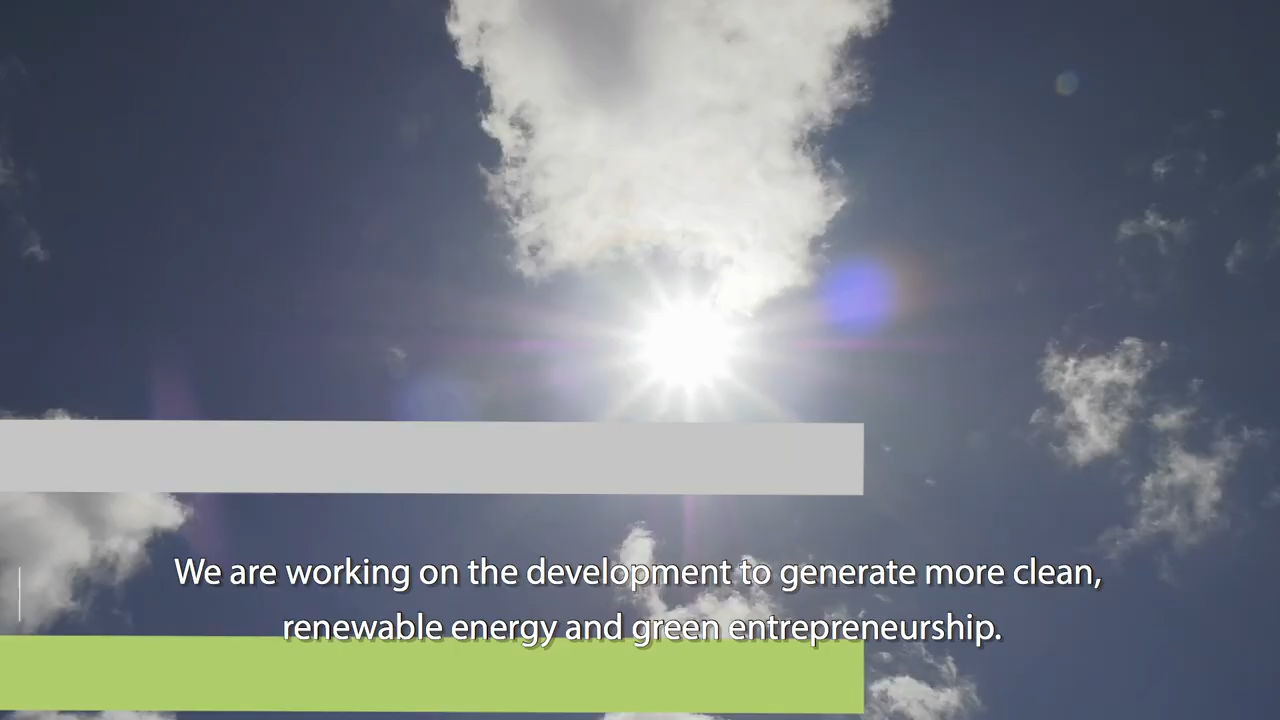 We are working on the development to generate more clean,
renewable energy and green entrepreneurship.